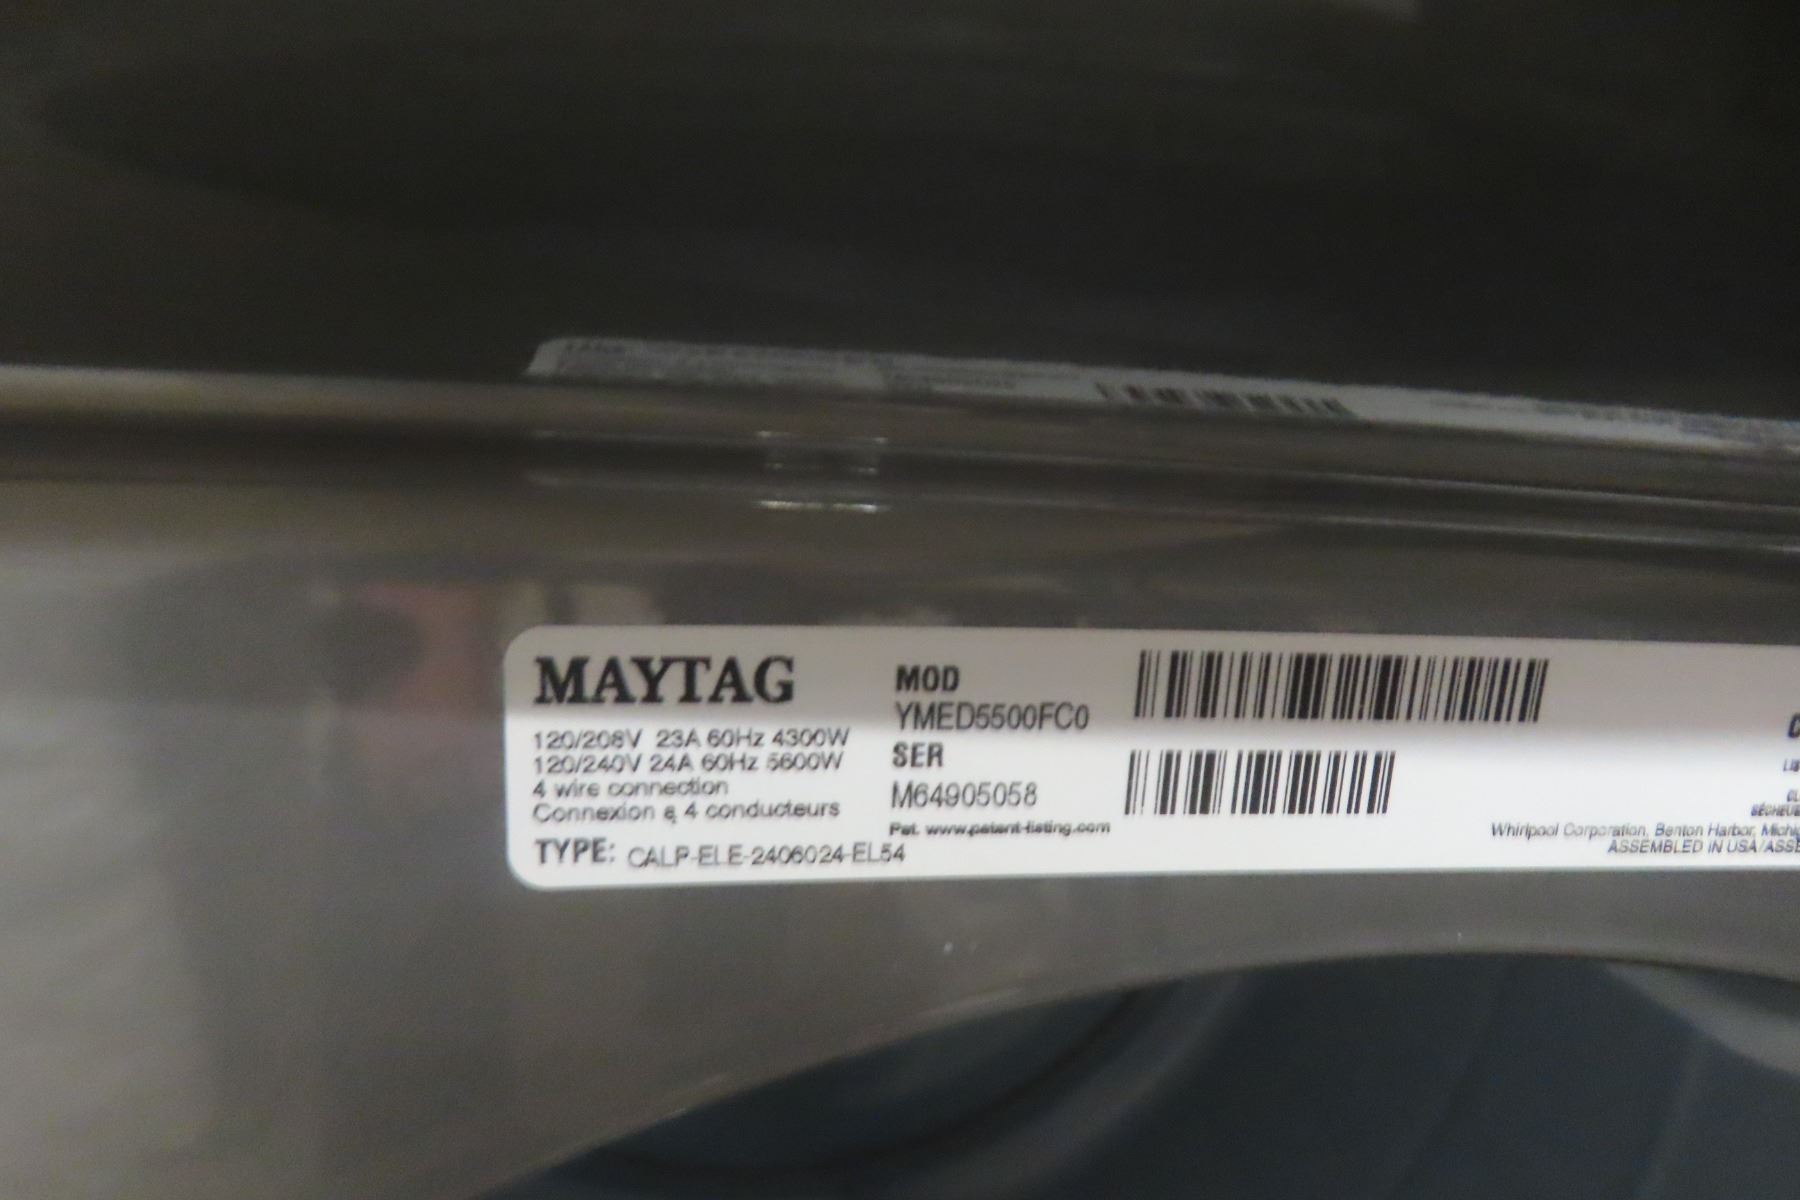 MAYTAG
120/208V 23A 60Hz 4300W
120/240V 24A 60Hz 5600W
4 wire connection
Connexion à 4 conducteurs
TYPE: CALP-ELE-2406024-EL54
MOD
YMED5500FC0
SER
M64905058
Pat. www.patent-listing.com
Whirlpool Corporation, Benton Harbor,
ASSEMBLED IN USA